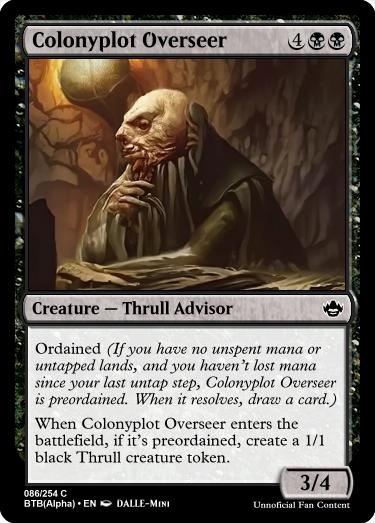 Colonyplot Overseer 4
Creature — Thrull Advisor
Ordained (If you have no unspent mana or
untapped lands, and you haven't lost mana
since your last untap step, Colonyplot Overseer
is preordained. When it resolves, draw a card.)
When Colonyplot Overseer enters the
battlefield, if it's preordained, create a 1/1
black Thrull creature token.
3/4
086/254 C
BTB(Alpha) • EN DALLE-Mini
Unofficial Fan Content